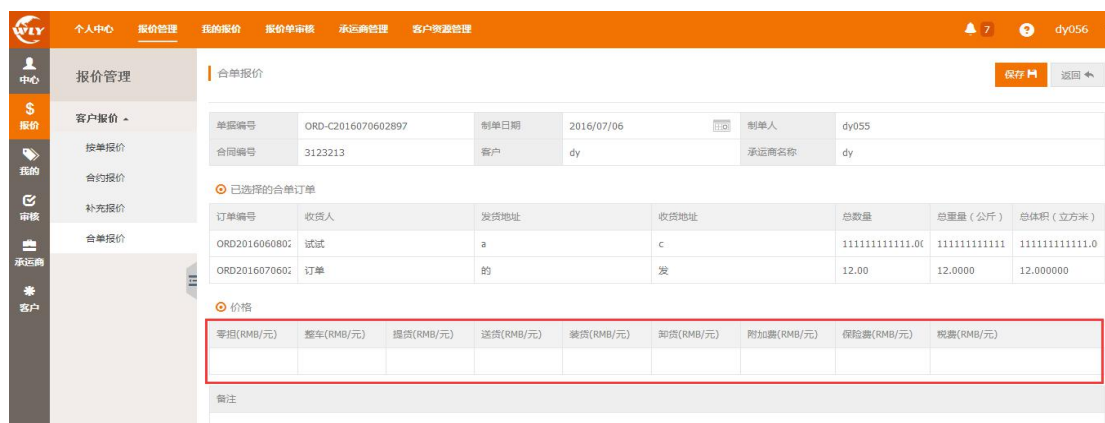 WLY 个人中心 报价管理 我的报价 报价单审核 承运商管理 客户资源管理 7 dy056
中心
报价
我的
审核
承运商
客户
报价管理
客户报价
按单报价
合约报价
补充报价
合单报价
合单报价 保存 返回
单据编号 ORD-C2016070602897 制单日期 2016/07/06 制单人 dy055
合同编号 3123213 客户 dy 承运商名称 dy
已选择的合单订单
订单编号 收货人 发货地址 收货地址 总数量 总重量(公斤) 总体积(立方米)
ORD2016060802 试试 a c 111111111111.00 111111111111 111111111111.0
ORD2016070602 订单 的 发 12.00 12.0000 12.000000
价格
零担(RMB/元) 整车(RMB/元) 提货(RMB/元) 送货(RMB/元) 装货(RMB/元) 卸货(RMB/元) 附加费(RMB/元) 保险费(RMB/元) 税费(RMB/元)
备注